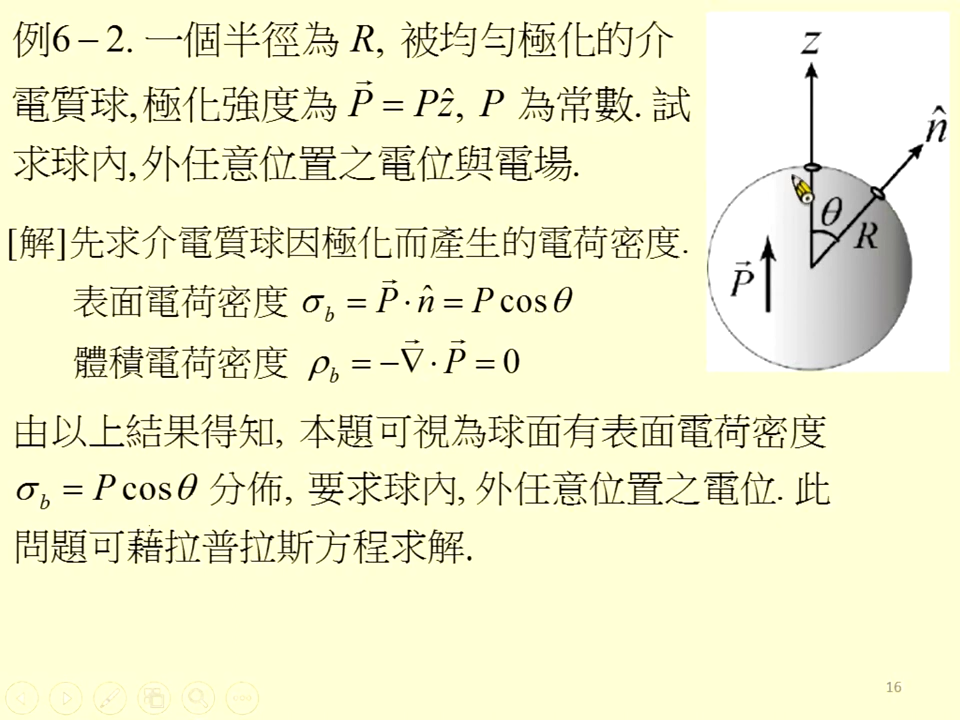 例6 − 2. 一個半徑為 R, 被均勻極化的介
電質球, 極化強度為 P⃗ = Pẑ, P 為常數. 試
求球內, 外任意位置之電位與電場.
z
n̂
θ
R
P⃗
[解]先求介電質球因極化而產生的電荷密度.
表面電荷密度 σ_b = P⃗ · n̂ = P cos θ
體積電荷密度 ρ_b = −∇⃗ · P⃗ = 0
由以上結果得知, 本題可視為球面有表面電荷密度
σ_b = P cos θ 分佈, 要求球內, 外任意位置之電位. 此
問題可藉拉普拉斯方程求解.
16